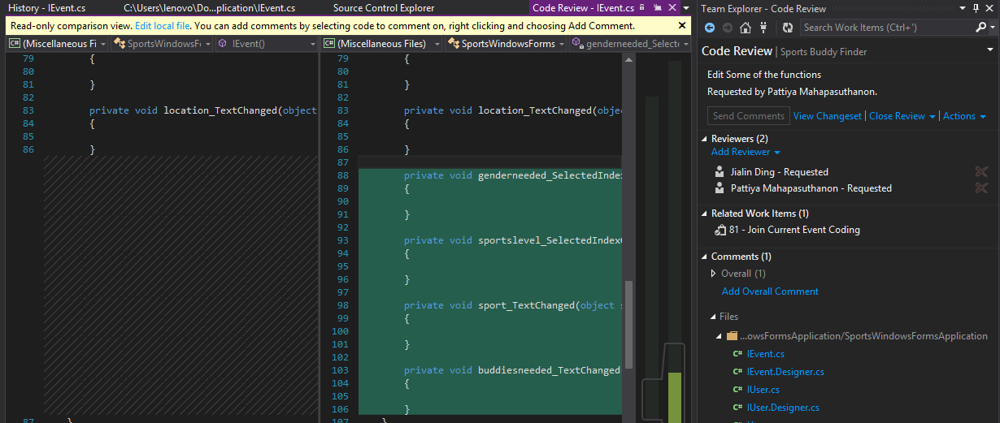 History - IEvent.cs
C:\Users\lenovo\Do...plication\IEvent.cs
Source Control Explorer
Code Review - IEvent.cs
Read-only comparison view. Edit local file. You can add comments by selecting code to comment on, right clicking and choosing Add Comment.
C# (Miscellaneous Fi
SportsWindowsF
IEvent()
C# (Miscellaneous Files)
SportsWindowsForms
genderneeded_Selecte
79 {
80
81 }
82
83 private void location_TextChanged(object
84 {
85
86 }
87 }
79 {
80
81 }
82
83 private void location_TextChanged(objec
84 {
85
86 }
87
88 private void genderneeded_SelectedIndex
89 {
90
91 }
92
93 private void sportslevel_SelectedIndexC
94 {
95
96 }
97
98 private void sport_TextChanged(object s
99 {
100
101 }
102
103 private void buddiesneeded_TextChanged
104 {
105
106 }
107 }
Team Explorer - Code Review
Search Work Items (Ctrl+')
Code Review | Sports Buddy Finder
Edit Some of the functions
Requested by Pattiya Mahapasuthanon.
Send Comments View Changeset | Close Review | Actions
Reviewers (2)
Add Reviewer
Jialin Ding - Requested
Pattiya Mahapasuthanon - Requested
Related Work Items (1)
81 - Join Current Event Coding
Comments (1)
Overall (1)
Add Overall Comment
Files
...owsFormsApplication/SportsWindowsFormsApplication
C# IEvent.cs
C# IEvent.Designer.cs
C# IUser.cs
C# IUser.Designer.cs